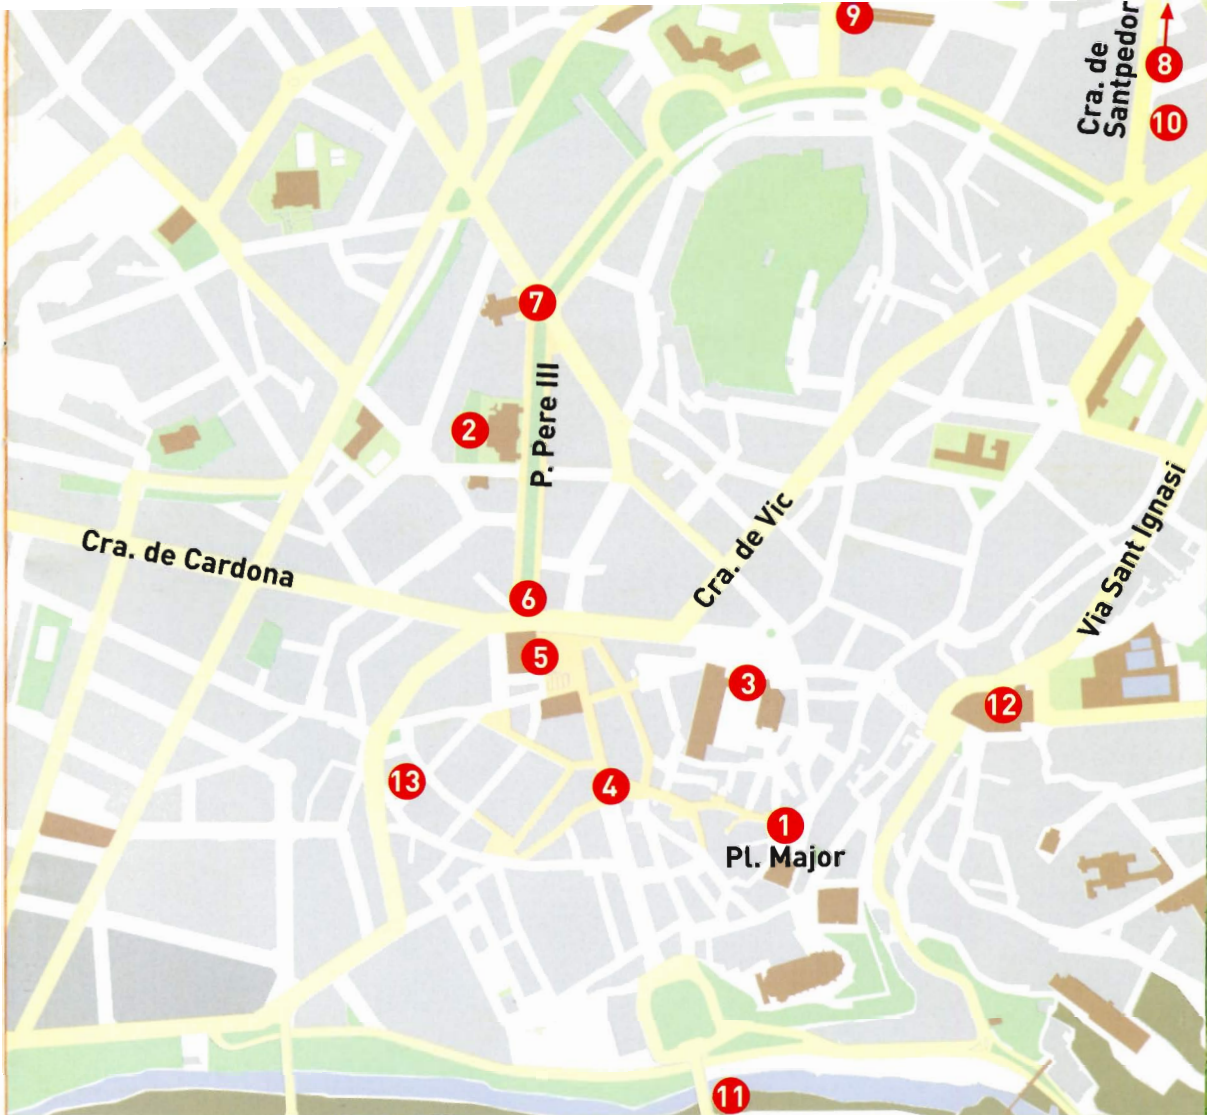 9
Cra. de
Santpedor
8
10
7
P. Pere III
2
Cra. de Vic
Cra. de Cardona
Via Sant Ignasi
6
5
3
12
13
4
1
Pl. Major
11